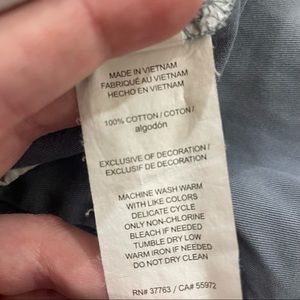 MADE IN VIETNAM
FABRIQUÉ AU VIETNAM
HECHO EN VIETNAM
100% COTTON / COTON /
algodón
EXCLUSIVE OF DECORATION /
EXCLUSIF DE DECORATION
MACHINE WASH WARM
WITH LIKE COLORS
DELICATE CYCLE
ONLY NON-CHLORINE
BLEACH IF NEEDED
TUMBLE DRY LOW
WARM IRON IF NEEDED
DO NOT DRY CLEAN
RN# 37763 / CA# 55972